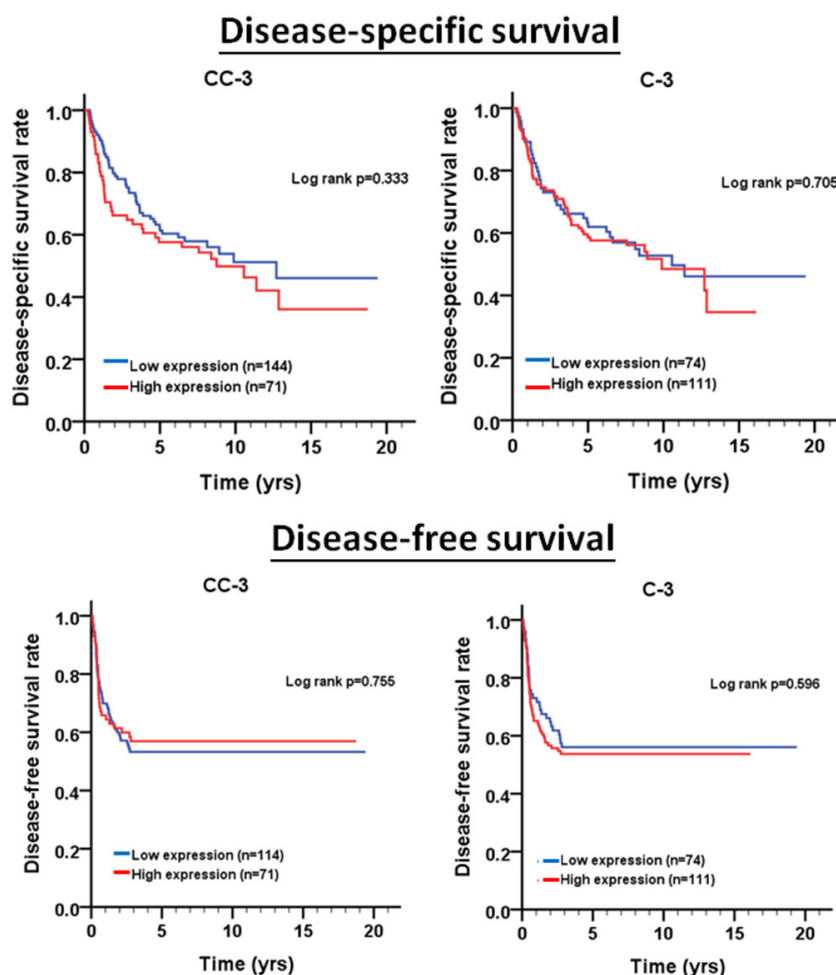 Disease-specific survival
CC-3
Disease-specific survival rate
1.0
0.8
0.6
0.4
0.2
0.0
Log rank p=0.333
Low expression (n=144)
High expression (n=71)
0 5 10 15 20
Time (yrs)
C-3
Disease-specific survival rate
1.0
0.8
0.6
0.4
0.2
0.0
Log rank p=0.705
Low expression (n=74)
High expression (n=111)
0 5 10 15 20
Time (yrs)
Disease-free survival
CC-3
Disease-free survival rate
1.0
0.8
0.6
0.4
0.2
0.0
Log rank p=0.755
Low expression (n=114)
High expression (n=71)
0 5 10 15 20
Time (yrs)
C-3
Disease-free survival rate
1.0
0.8
0.6
0.4
0.2
0.0
Log rank p=0.596
Low expression (n=74)
High expression (n=111)
0 5 10 15 20
Time (yrs)